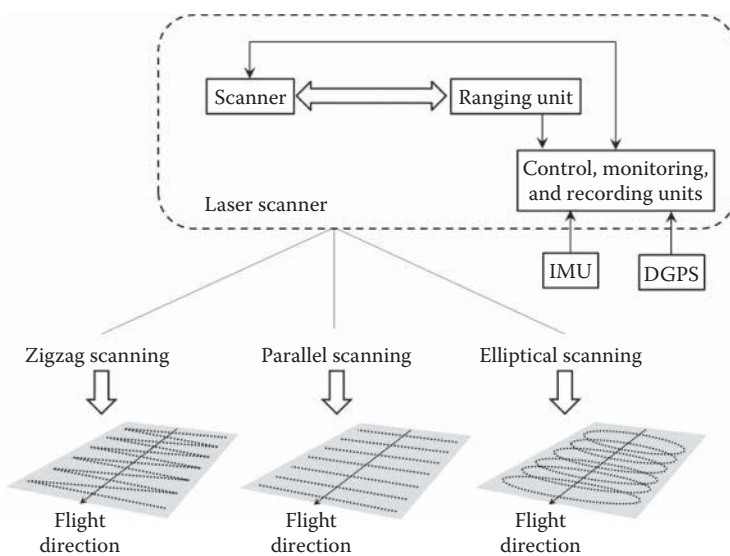 Scanner
Ranging unit
Control, monitoring,
and recording units
Laser scanner
IMU
DGPS
Zigzag scanning
Parallel scanning
Elliptical scanning
Flight
direction
Flight
direction
Flight
direction